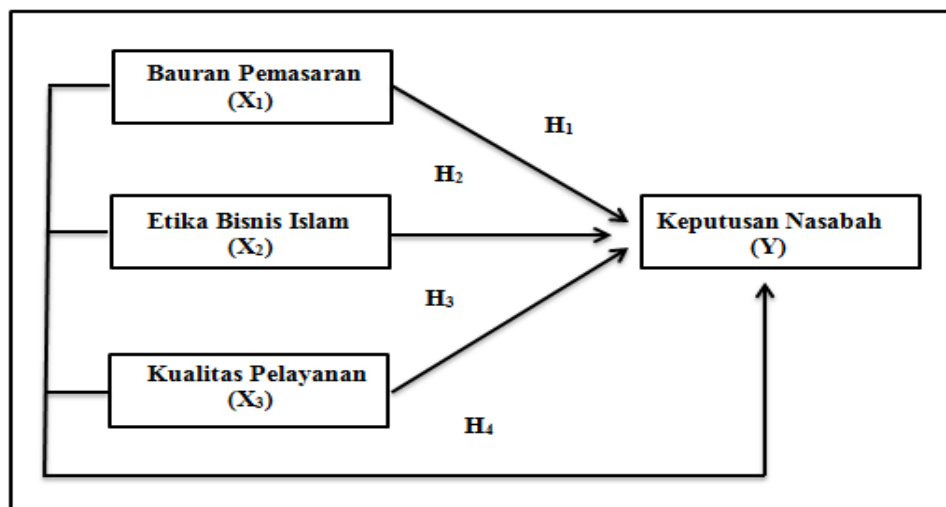 Bauran Pemasaran
(X₁)
H₁
H₂
Etika Bisnis Islam
(X₂)
Keputusan Nasabah
(Y)
H₃
Kualitas Pelayanan
(X₃)
H₄